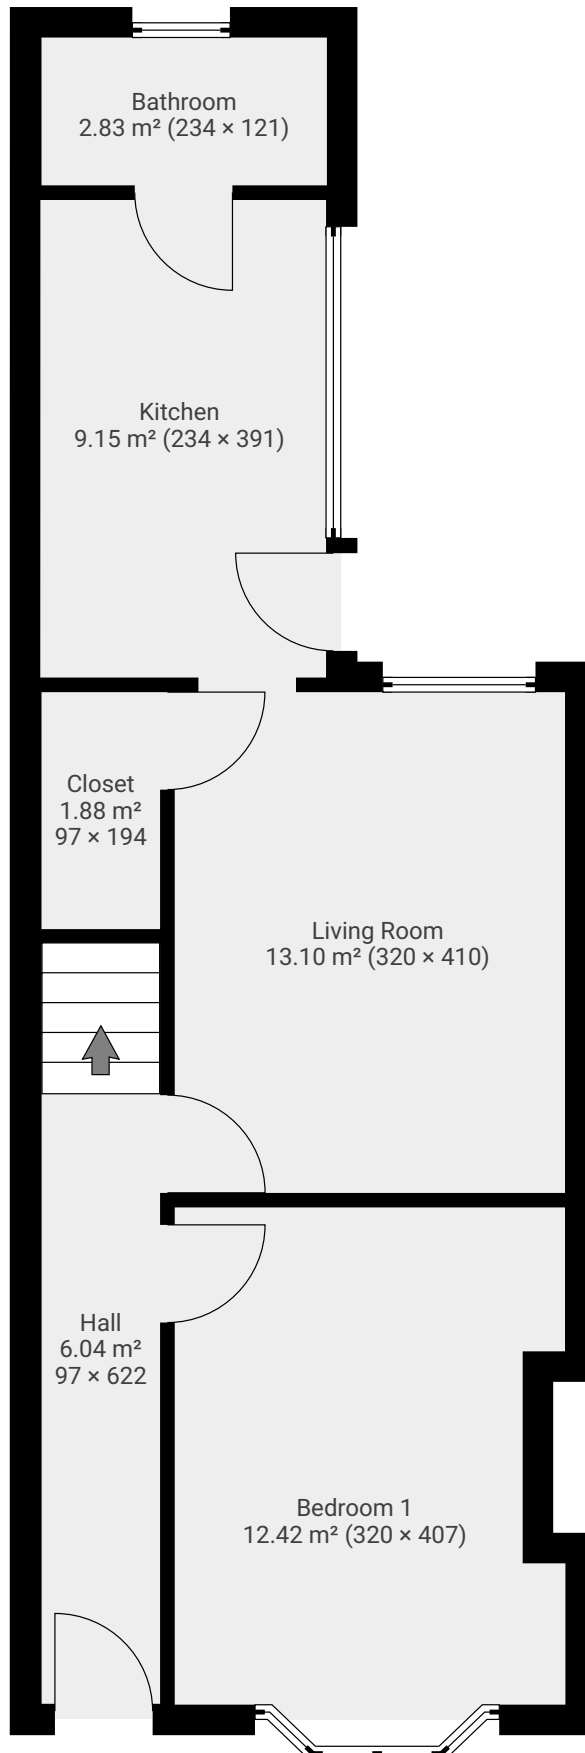 Bathroom
2.83 m² (234 × 121)
Kitchen
9.15 m² (234 × 391)
Closet
1.88 m²
97 × 194
Living Room
13.10 m² (320 × 410)
Hall
6.04 m²
97 × 622
Bedroom 1
12.42 m² (320 × 407)